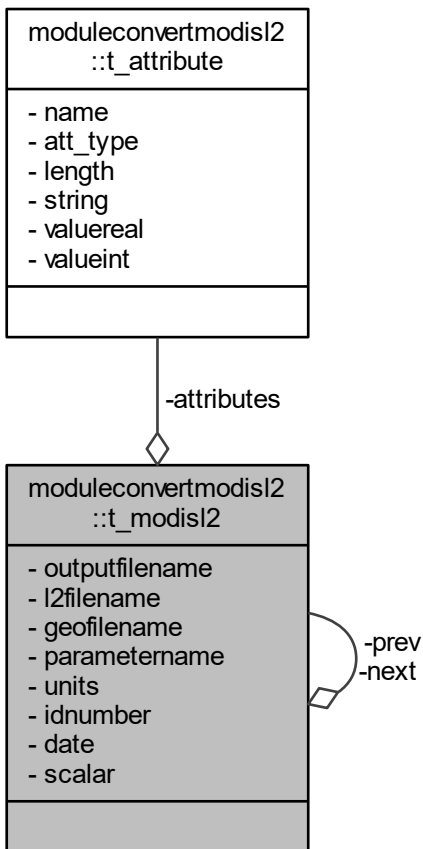 moduleconvertmodisl2
::t_attribute
- name
- att_type
- length
- string
- valuereal
- valueint
-attributes
moduleconvertmodisl2
::t_modisl2
- outputfilename
- l2filename
- geofilename
- parametername
- units
- idnumber
- date
- scalar
-prev
-next